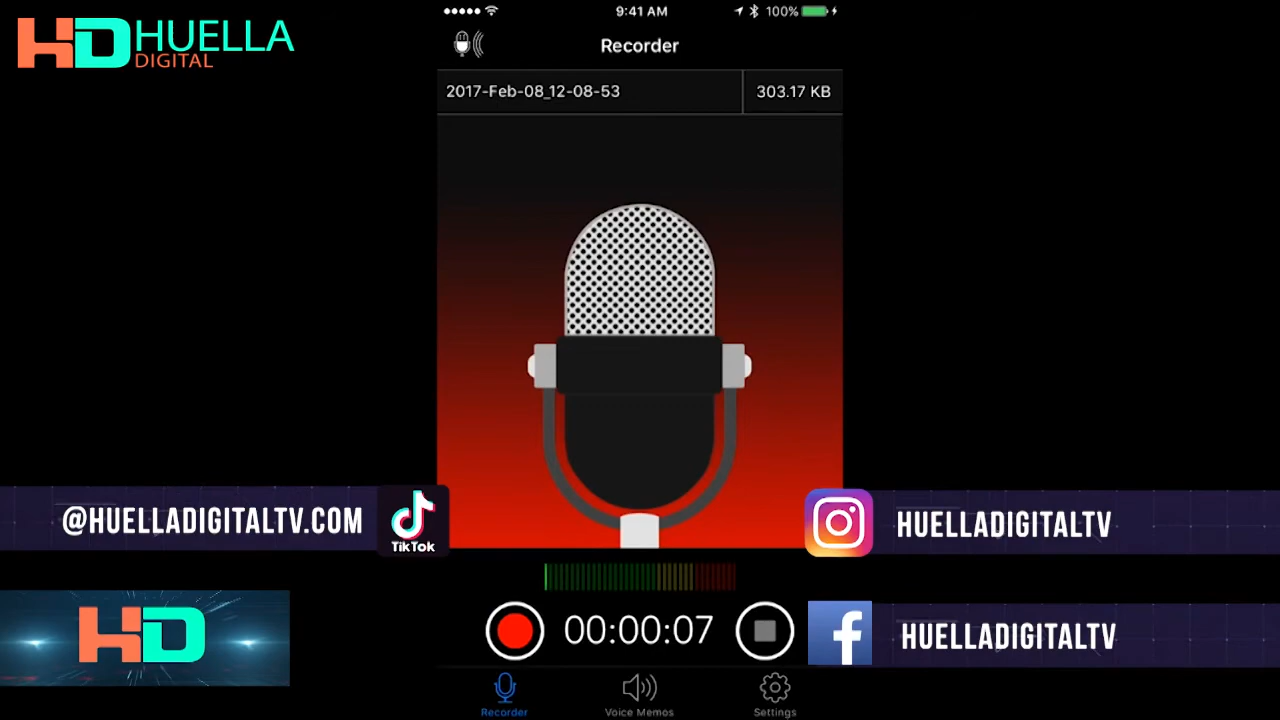 9:41 AM
100%
HD HUELLA
DIGITAL
Recorder
2017-Feb-08_12-08-53
303.17 KB
@HUELLADIGITALTV.COM
TikTok
HUELLADIGITALTV
HD
00:00:07
f
HUELLADIGITALTV
Recorder
Voice Memos
Settings